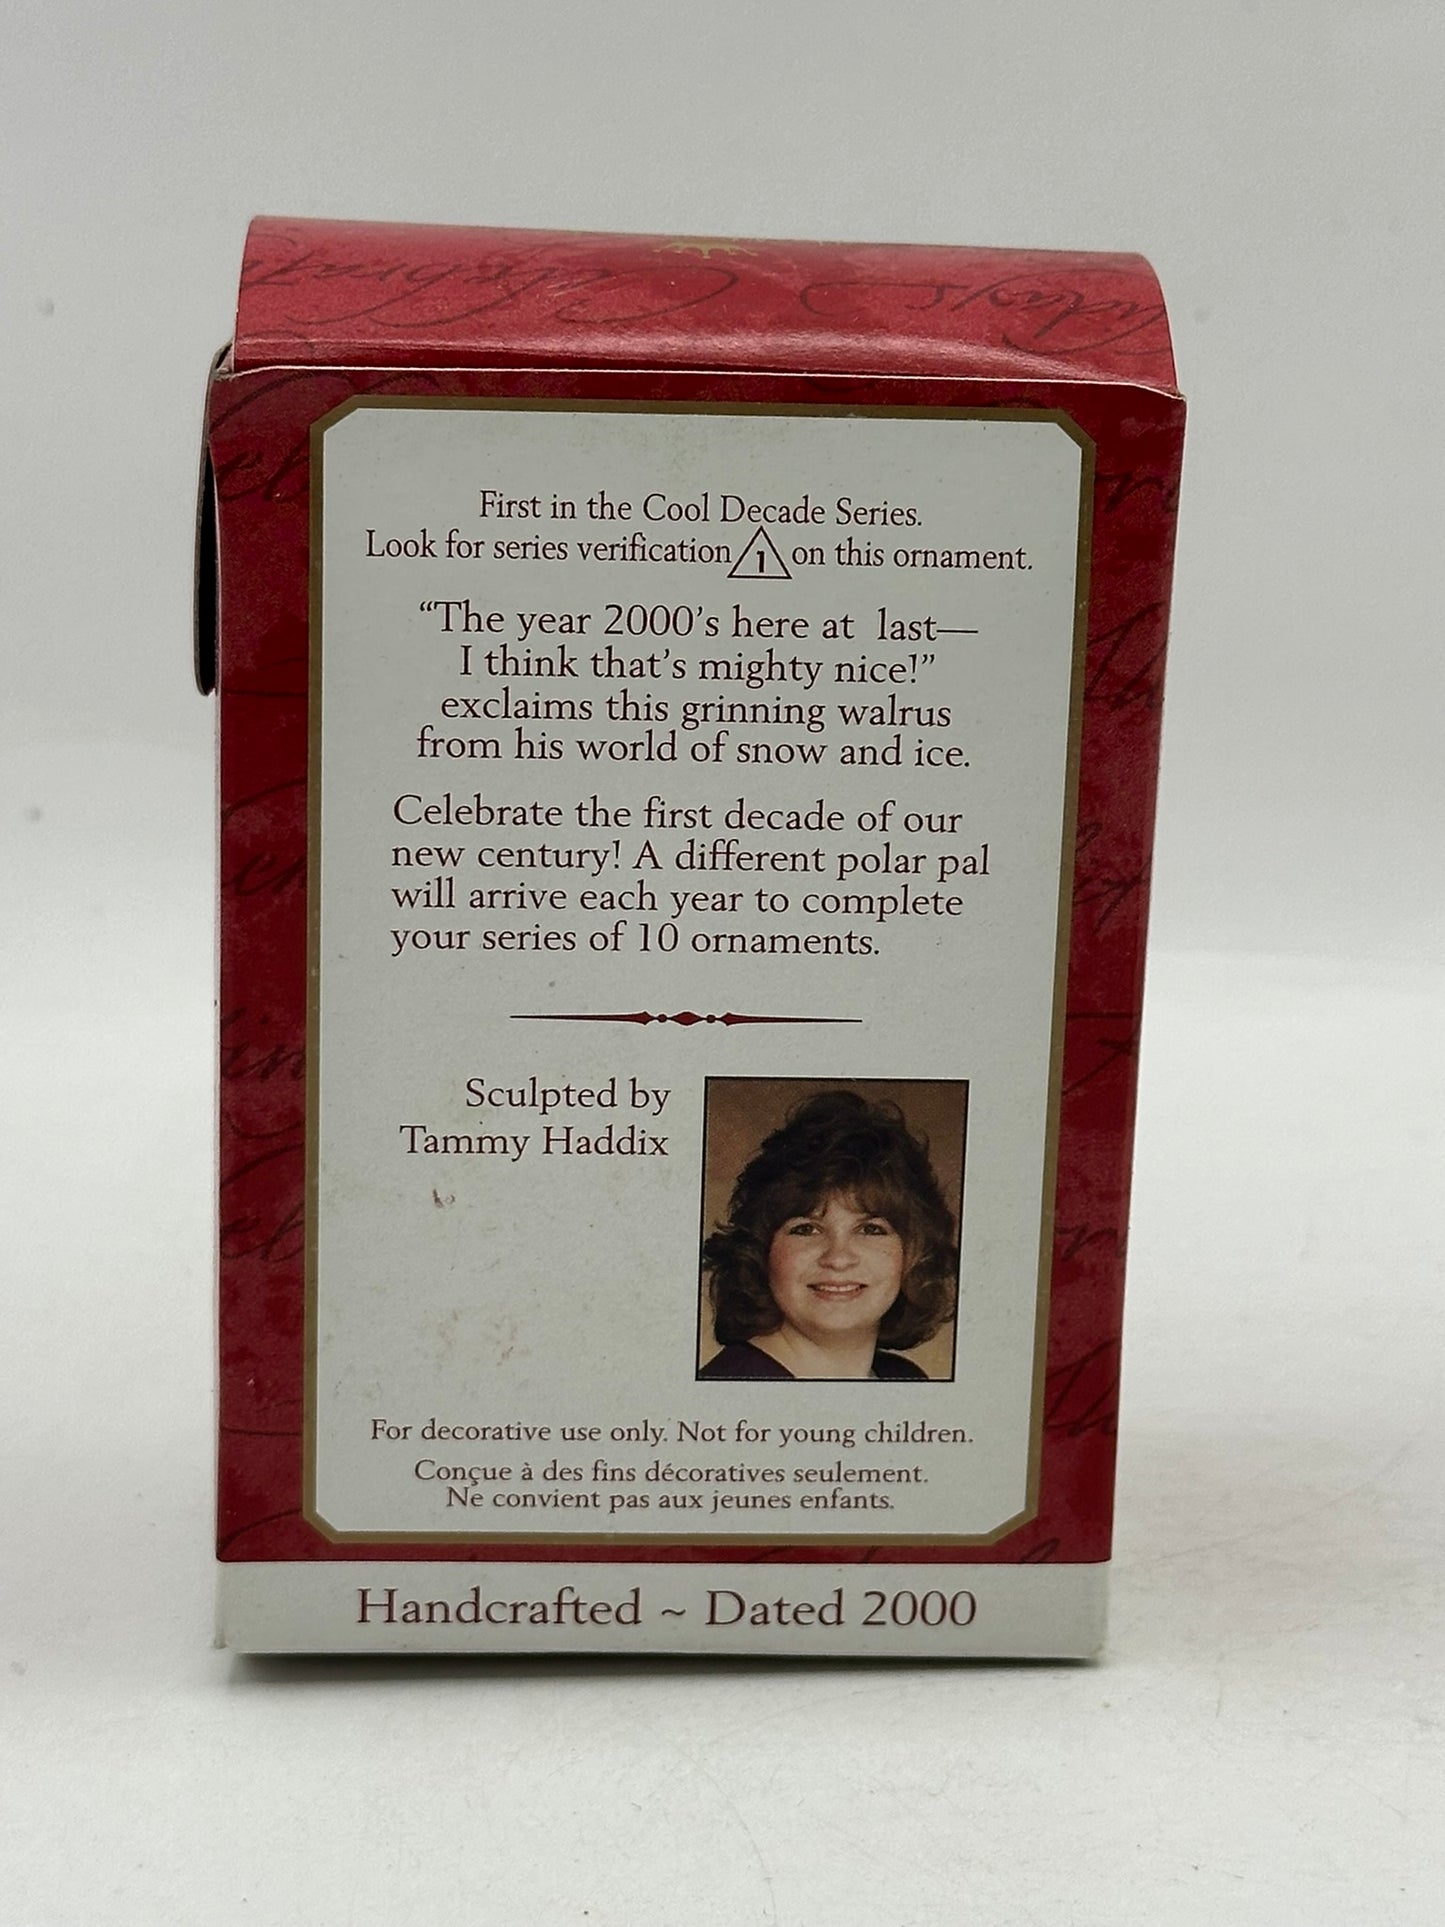 First in the Cool Decade Series.
Look for series verification 1 on this ornament.
“The year 2000’s here at last—
I think that’s mighty nice!”
exclaims this grinning walrus
from his world of snow and ice.
Celebrate the first decade of our
new century! A different polar pal
will arrive each year to complete
your series of 10 ornaments.
Sculpted by
Tammy Haddix
For decorative use only. Not for young children.
Conçue à des fins décoratives seulement.
Ne convient pas aux jeunes enfants.
Handcrafted ~ Dated 2000